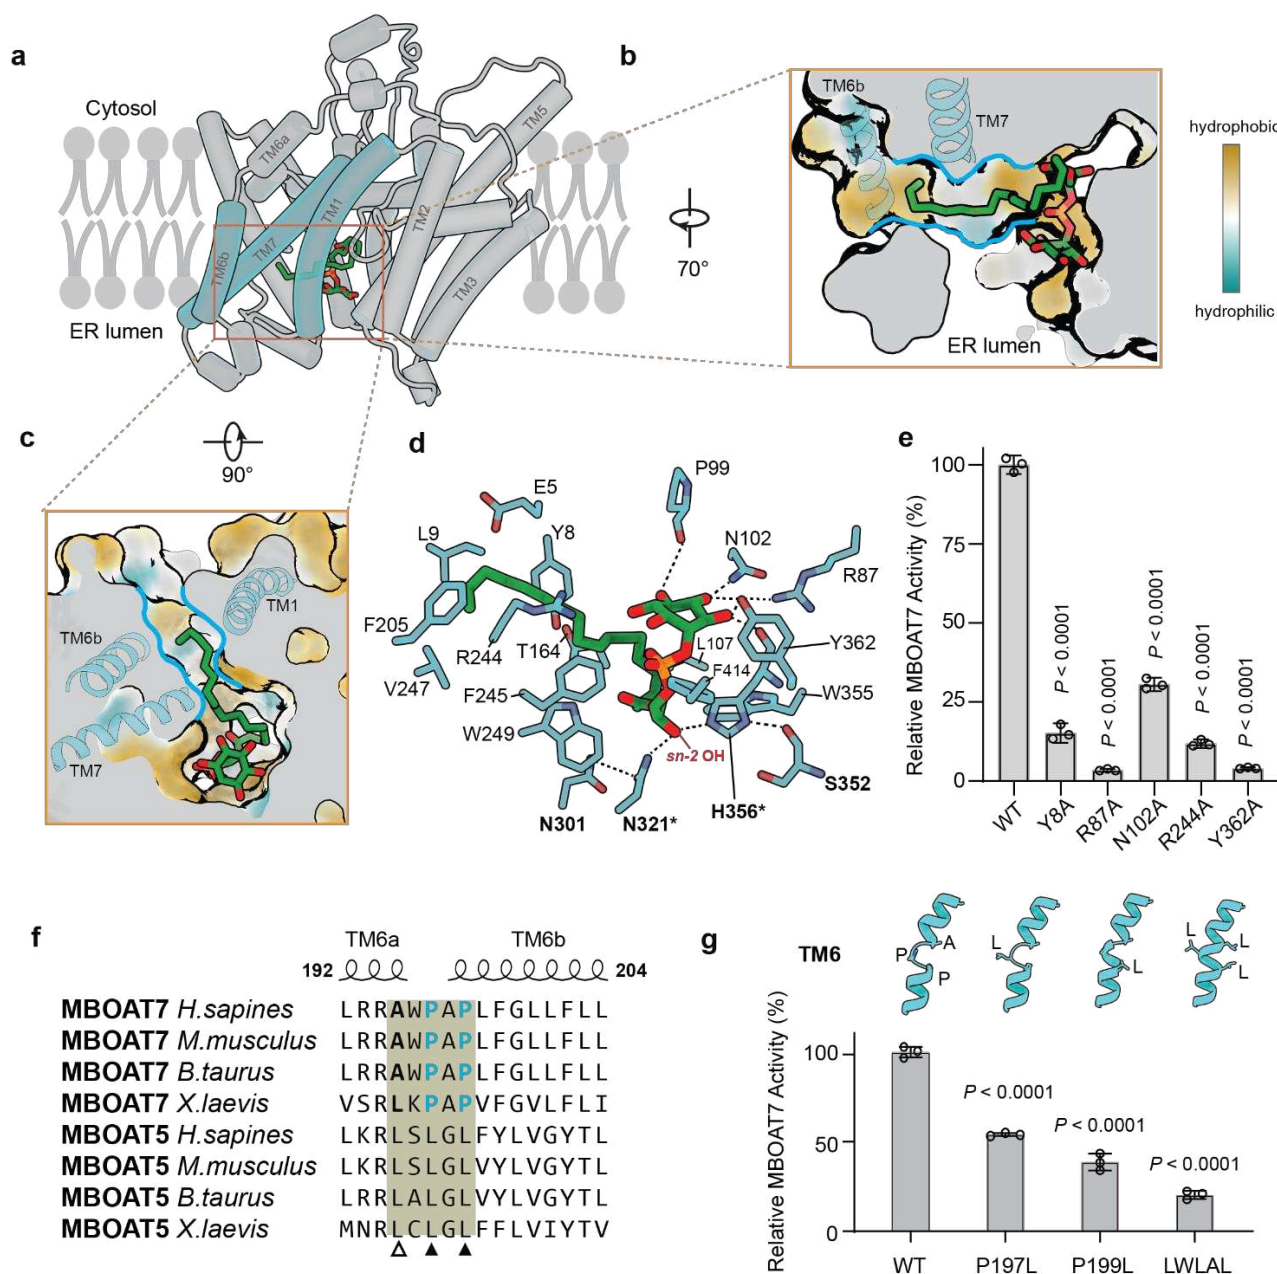 a
Cytosol
TM6a
TM5
TM1
TM2
TM7
TM6b
TM3
ER lumen
b
TM6b
TM7
ER lumen
70°
hydrophobic
hydrophilic
c
90°
TM1
TM6b
TM7
d
P99
E5
L9
Y8
N102
R87
F205
R244
T164
L107
Y362
V247
F245
F414
W355
W249
sn-2 OH
S352
N301
N321*
H356*
e
Relative MBOAT7 Activity (%)
100
75
50
25
0
P < 0.0001
P < 0.0001
P < 0.0001
P < 0.0001
P < 0.0001
WT
Y8A
R87A
N102A
R244A
Y362A
f
TM6a
TM6b
192
204
MBOAT7 H.sapines LRRAWPAPLFGLLFLL
MBOAT7 M.musculus LRRAWPAPLFGLLFLL
MBOAT7 B.taurus LRRAWPAPLFGLLFLL
MBOAT7 X.laevis VSRLKPAPVFGVLFLI
MBOAT5 H.sapines LKRLSLGLFYLVGYTL
MBOAT5 M.musculus LKRLSLGLVYLVGYTL
MBOAT5 B.taurus LRRLALGLVYLVGYTL
MBOAT5 X.laevis MNRLCLGLFFLVIYTV
g
TM6
P
A
P
L
L
L
L
L
Relative MBOAT7 Activity (%)
100
50
0
P < 0.0001
P < 0.0001
P < 0.0001
WT
P197L
P199L
LWLAL